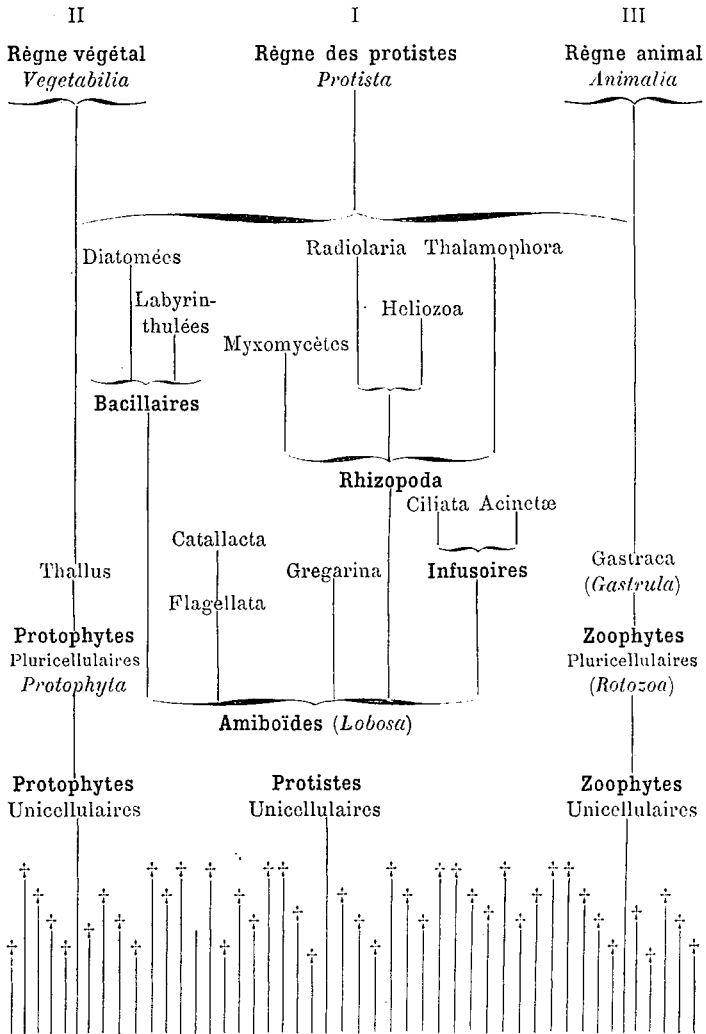 II I III
Règne végétal Règne des protistes Règne animal
Vegetabilia Protista Animalia
Diatomées Radiolaria Thalamophora
Labyrin-
thulées
Heliozoa
Myxomycètes
Bacillaires
Rhizopoda
Ciliata Acinetæ
Catallacta
Thallus Gregarina Infusoires Gastraca
(Gastrula)
Flagellata
Protophytes Zoophytes
Pluricellulaires Pluricellulaires
Protophyta (Rotozoa)
Amiboïdes (Lobosa)
Protophytes Protistes Zoophytes
Unicellulaires Unicellulaires Unicellulaires